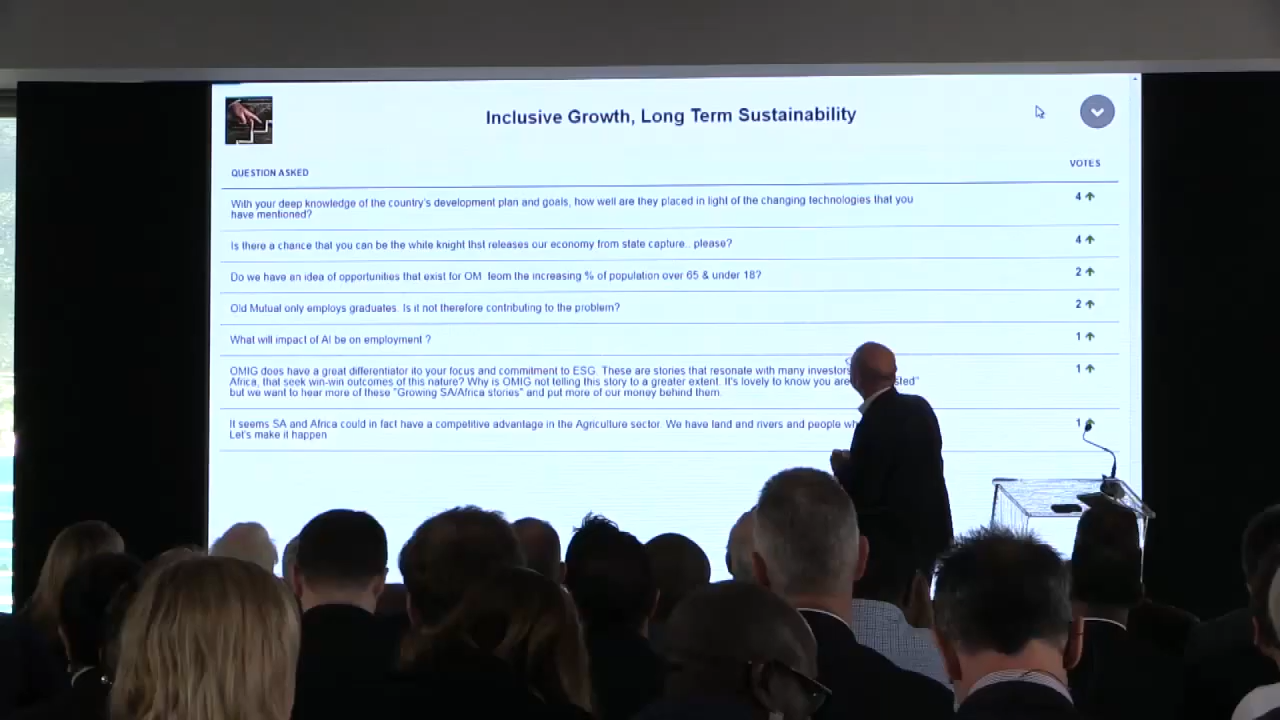 Inclusive Growth, Long Term Sustainability
QUESTION ASKED
VOTES
With your deep knowledge of the country's development plan and goals, how well are they placed in light of the changing technologies that you
have mentioned?
4
Is there a chance that you can be the white knight thst releases our economy from state capture.. please?
4
Do we have an idea of opportunities that exist for OM feom the increasing % of population over 65 & under 18?
2
Old Mutual only employs graduates. Is it not therefore contributing to the problem?
2
What will impact of AI be on employment ?
1
OMIG does have a great differentiator ito your focus and commitment to ESG. These are stories that resonate with many investors
Africa, that seek win-win outcomes of this nature? Why is OMIG not telling this story to a greater extent. It's lovely to know you are
but we want to hear more of these "Growing SA/Africa stories" and put more of our money behind them.
1
It seems SA and Africa could in fact have a competitive advantage in the Agriculture sector. We have land and rivers and people
Let's make it happen
1